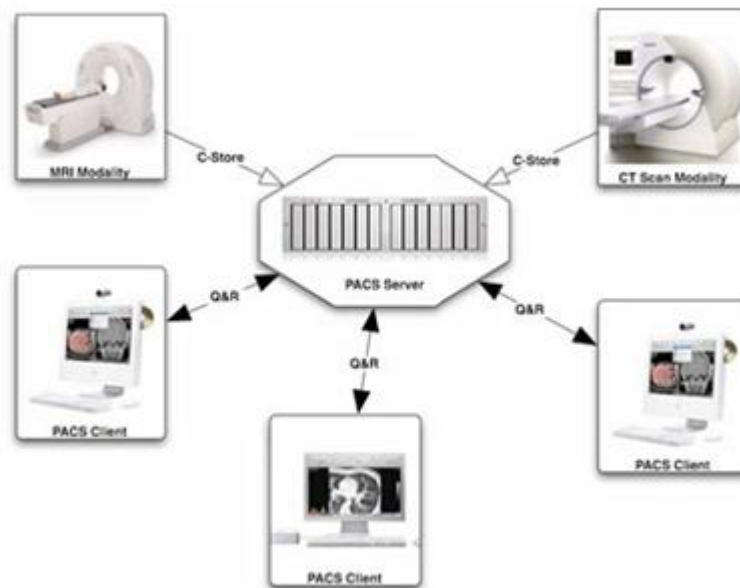 MRI Modality
C-Store
C-Store
CT Scan Modality
PACS Server
Q&R
Q&R
Q&R
PACS Client
PACS Client
PACS Client